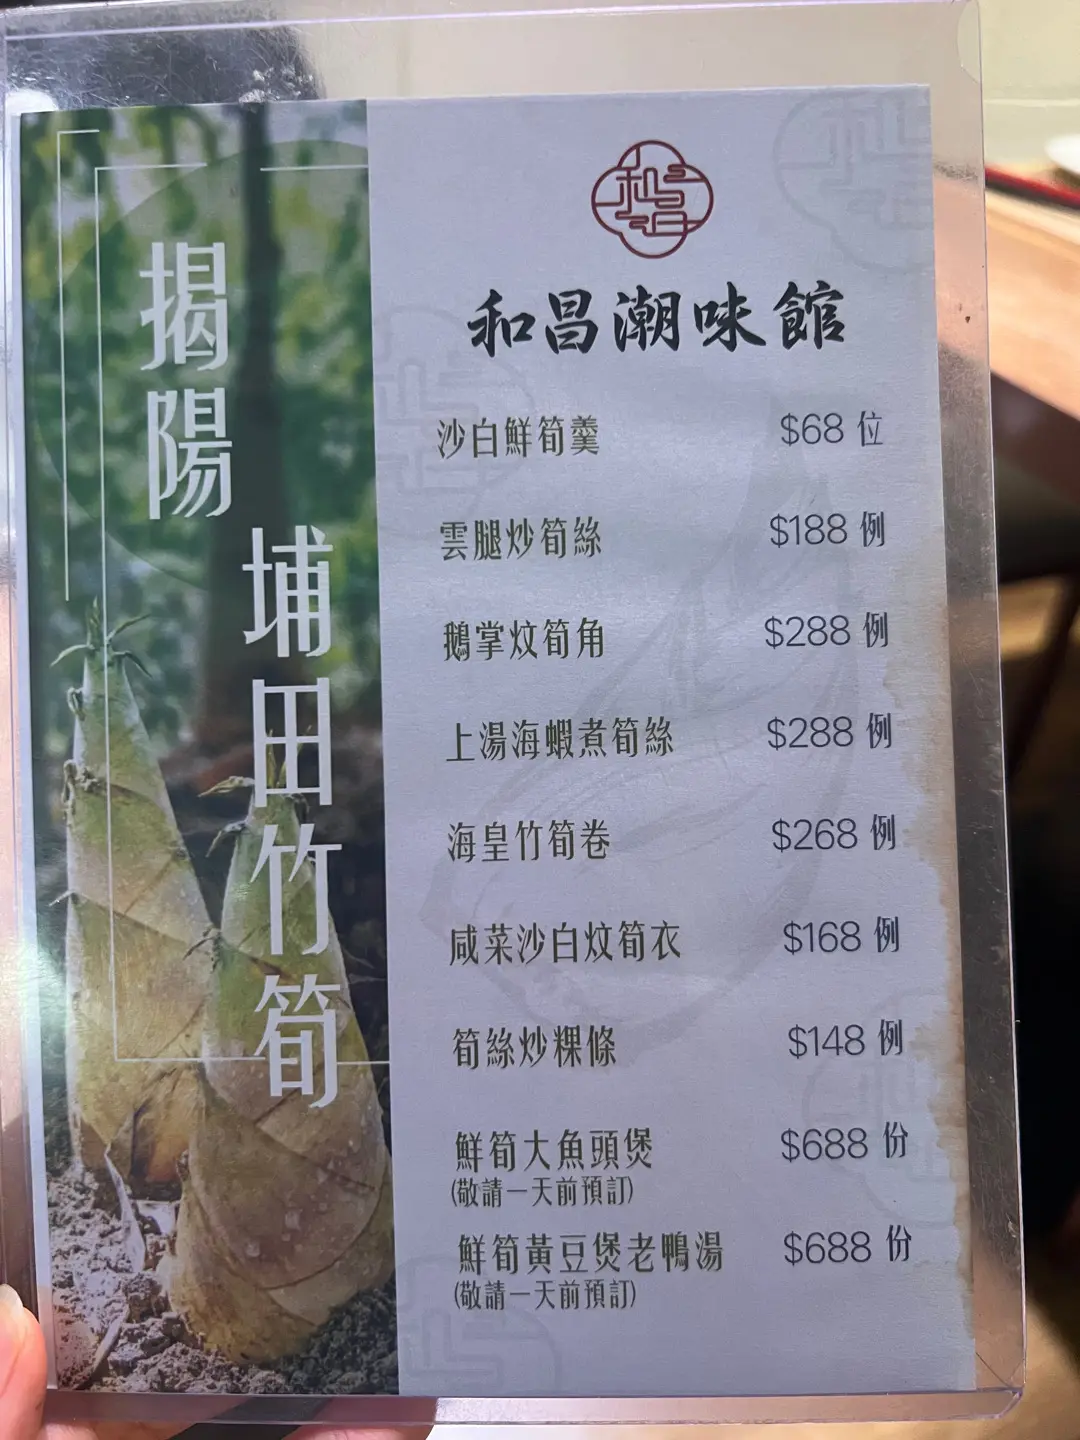 揭陽
埔田竹筍
和昌
和昌潮味館
沙白鮮筍羹 $68 位
雲腿炒筍絲 $188 例
鵝掌炆筍角 $288 例
上湯海蝦煮筍絲 $288 例
海皇竹筍卷 $268 例
咸菜沙白炆筍衣 $168 例
筍絲炒粿條 $148 例
鮮筍大魚頭煲 $688 份
(敬請一天前預訂)
鮮筍黃豆煲老鴨湯 $688 份
(敬請一天前預訂)